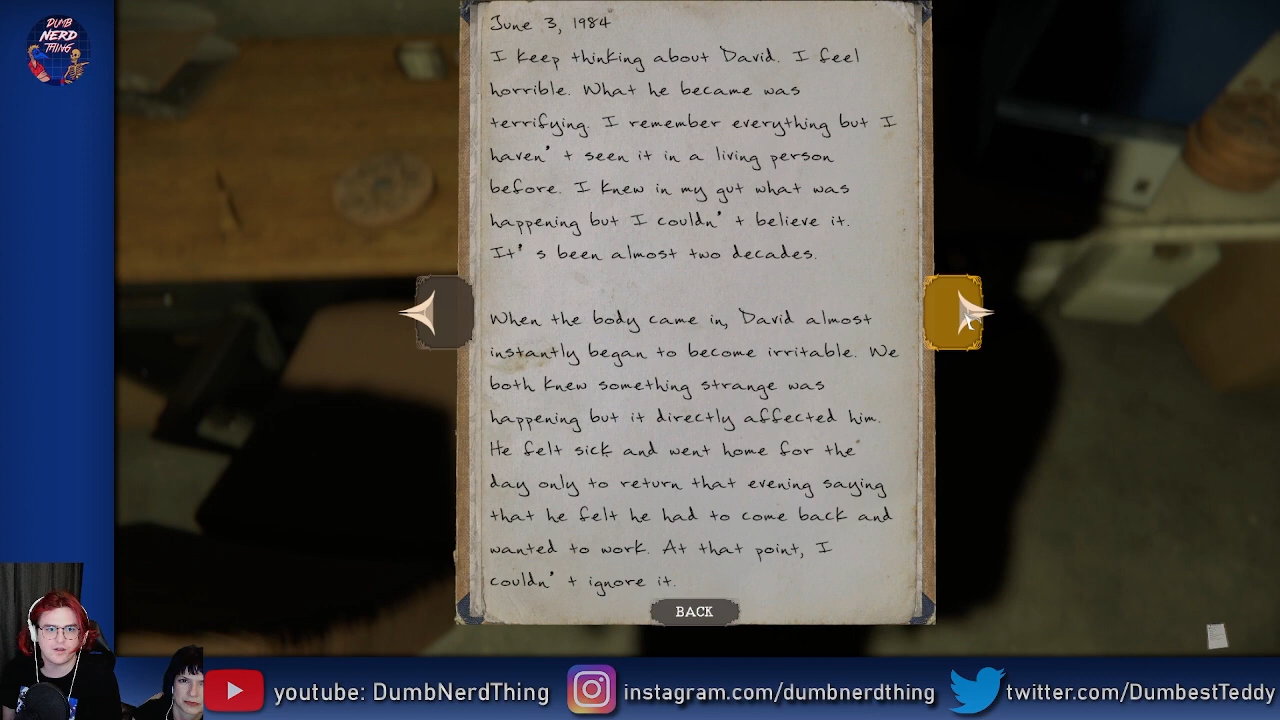 DUMB
NERD
THING
June 3, 1984
I keep thinking about David. I feel
horrible. What he became was
terrifying. I remember everything but I
haven't seen it in a living person
before. I knew in my gut what was
happening but I couldn't believe it.
It's been almost two decades.
When the body came in, David almost
instantly began to become irritable. We
both knew something strange was
happening but it directly affected him.
He felt sick and went home for the
day only to return that evening saying
that he felt he had to come back and
wanted to work. At that point, I
couldn't ignore it.
BACK
youtube: DumbNerdThing
instagram.com/dumbnerdthing
twitter.com/DumbestTeddy